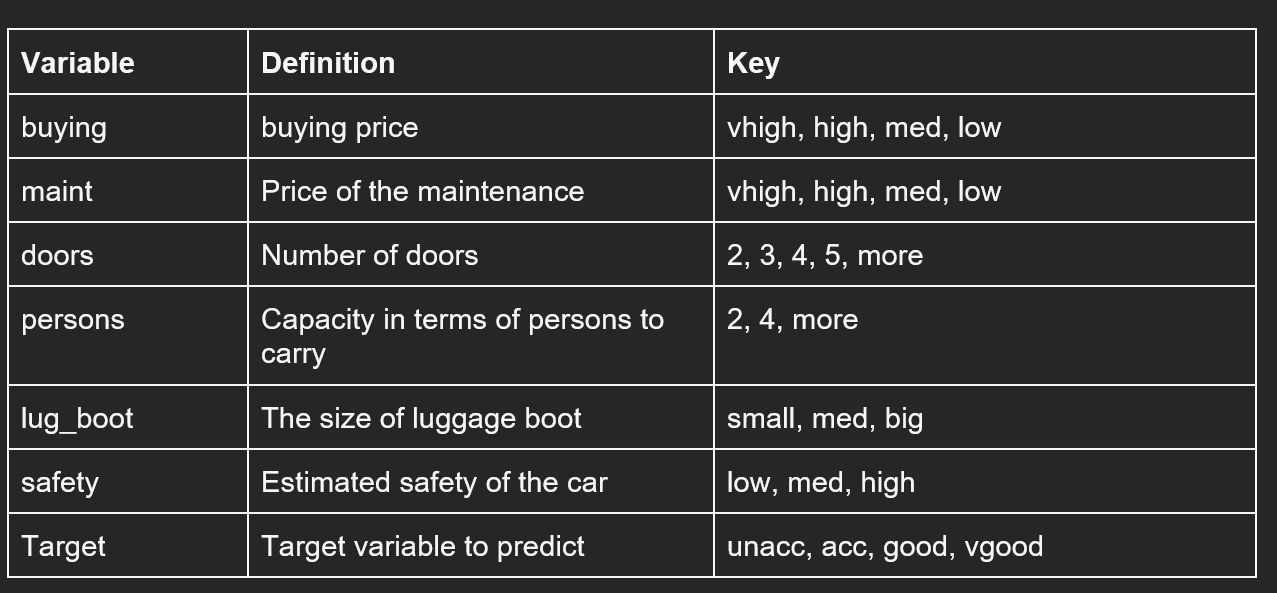 Variable Definition Key
buying buying price vhigh, high, med, low
maint Price of the maintenance vhigh, high, med, low
doors Number of doors 2, 3, 4, 5, more
persons Capacity in terms of persons to 2, 4, more
carry
lug_boot The size of luggage boot small, med, big
safety Estimated safety of the car low, med, high
Target Target variable to predict unacc, acc, good, vgood